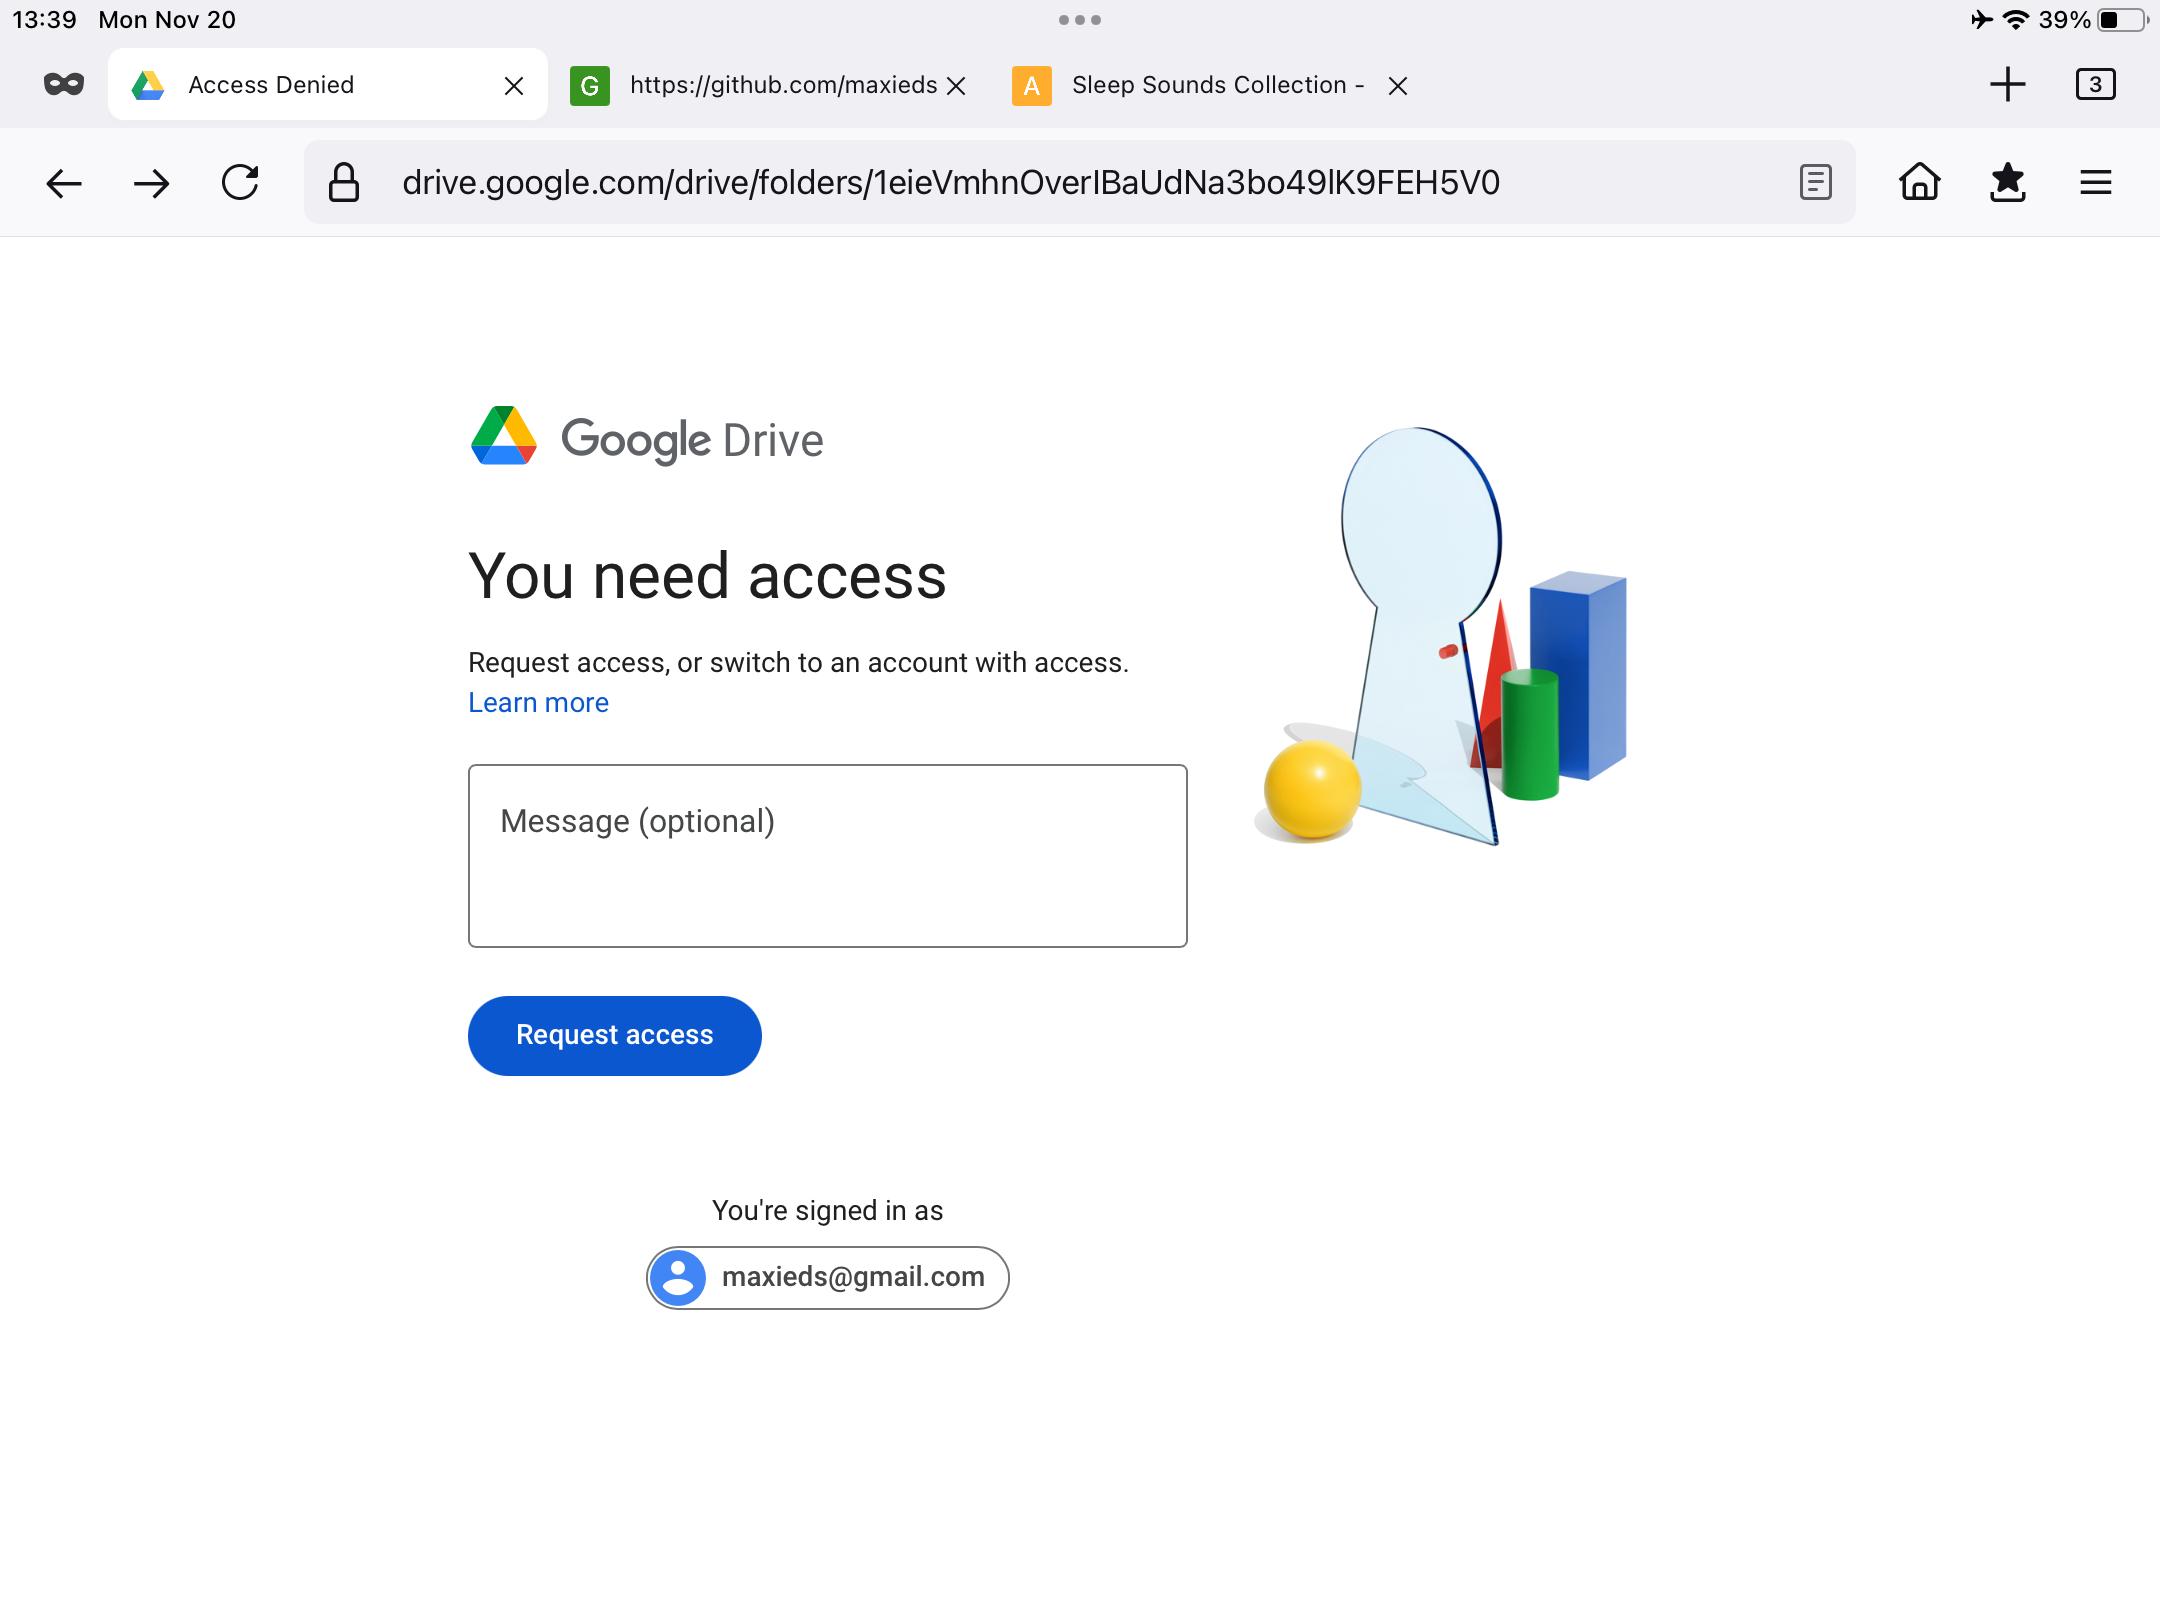 13:39 Mon Nov 20
39%
Access Denied
G https://github.com/maxieds
A Sleep Sounds Collection -
3
drive.google.com/drive/folders/1eieVmhnOverIBaUdNa3bo49lK9FEH5V0
Google Drive
You need access
Request access, or switch to an account with access.
Learn more
Message (optional)
Request access
You're signed in as
maxieds@gmail.com